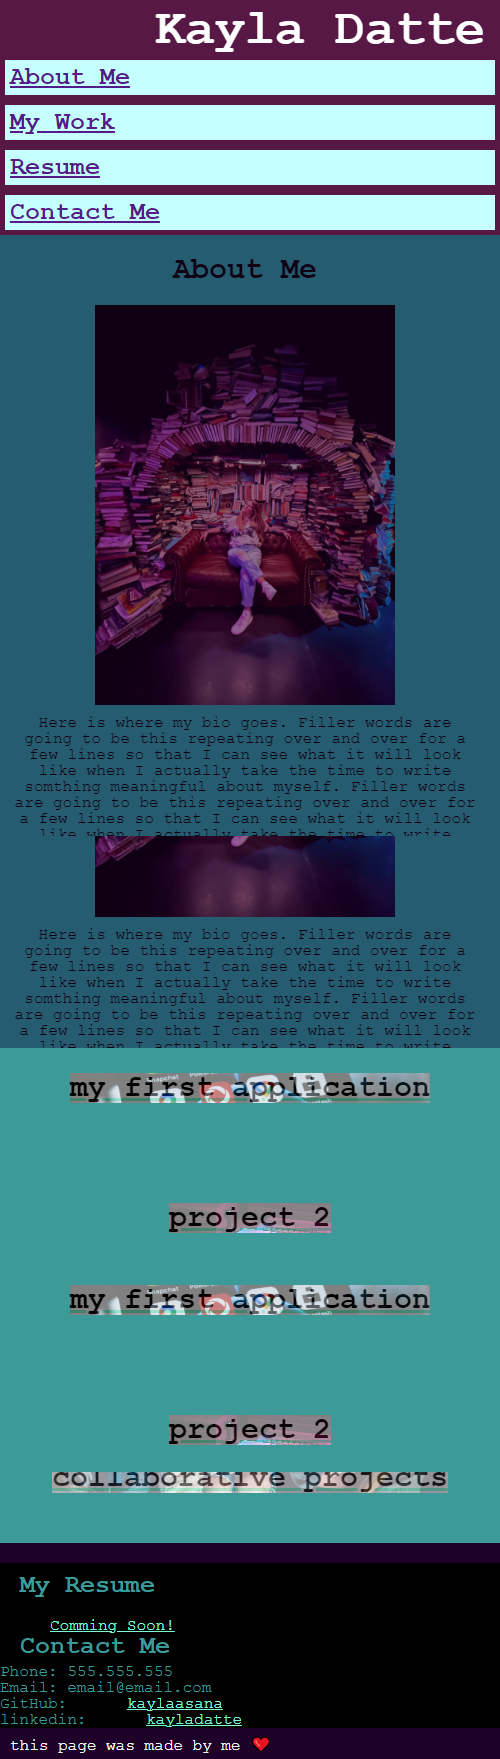 Kayla Datte
About Me
My Work
Resume
Contact Me
About Me
Here is where my bio goes. Filler words are
going to be this repeating over and over for a
few lines so that I can see what it will look
like when I actually take the time to write
somthing meaningful about myself. Filler words
are going to be this repeating over and over for
a few lines so that I can see what it will look
like when I actually take the time to write
Here is where my bio goes. Filler words are
going to be this repeating over and over for a
few lines so that I can see what it will look
like when I actually take the time to write
somthing meaningful about myself. Filler words
are going to be this repeating over and over for
a few lines so that I can see what it will look
like when I actually take the time to write
my first application
project 2
my first application
project 2
collaborative projects
My Resume
Comming Soon!
Contact Me
Phone: 555.555.555
Email: email@email.com
GitHub: kaylaasana
linkedin: kayladatte
this page was made by me ❤️